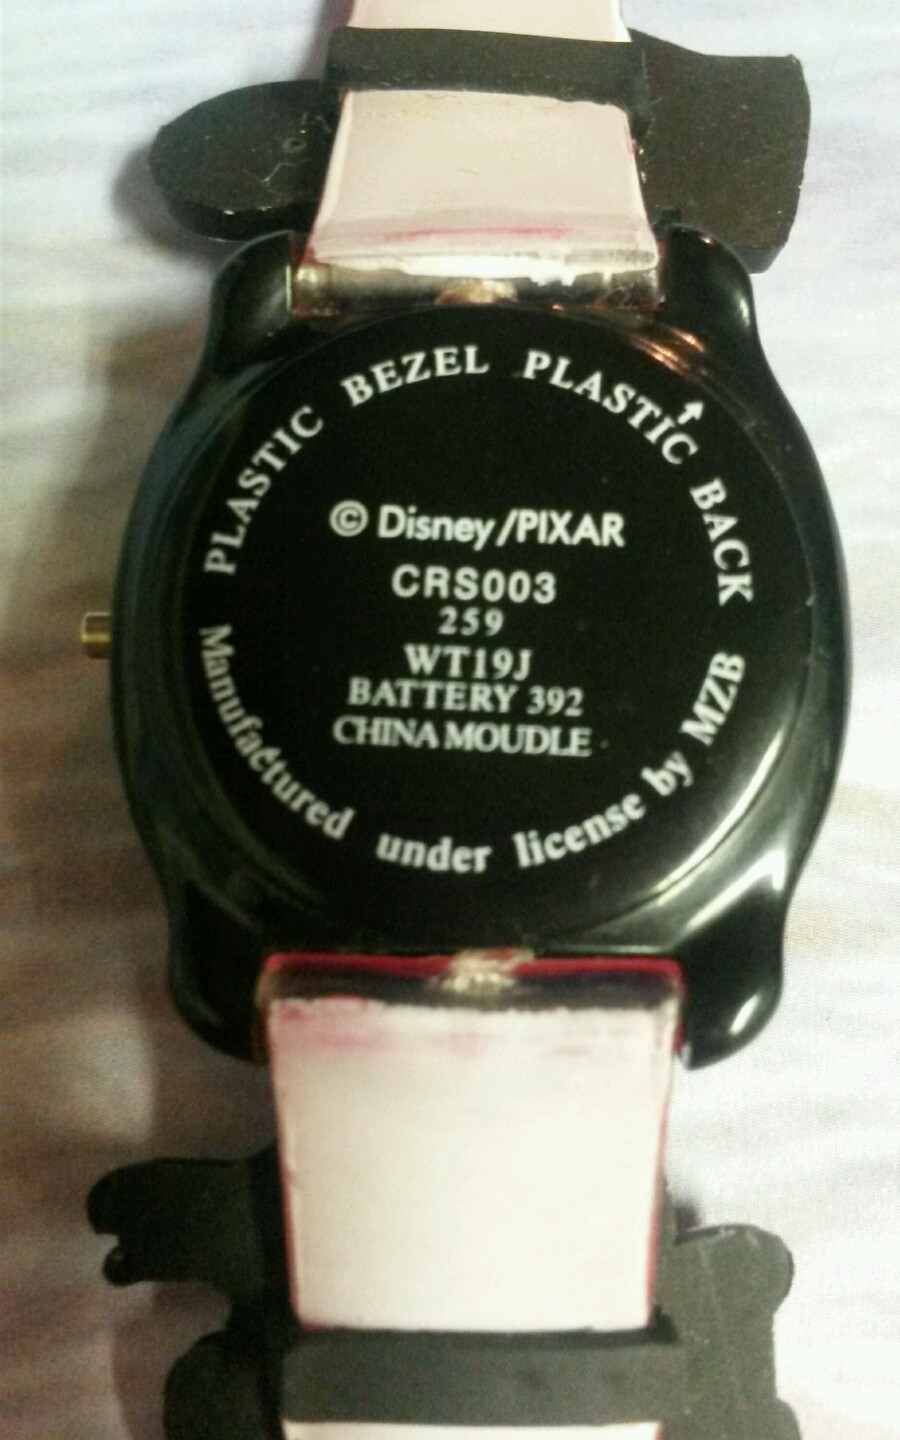 PLASTIC BEZEL PLASTIC BACK
© Disney/PIXAR
CRS003
259
WT19J
BATTERY 392
CHINA MOUDLE
Manufactured under license by MZB